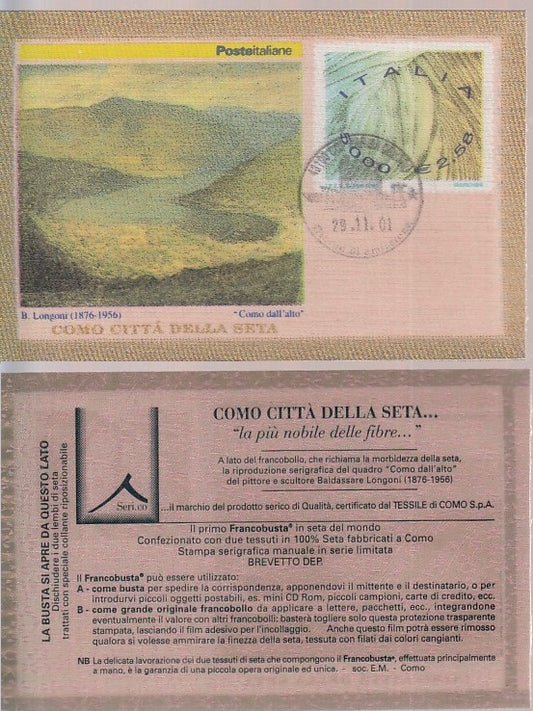 Posteitaliane
ITALIA
5000 €2.58
29.11.01
B. Longoni (1876-1956) "Como dall'alto"
COMO CITTÁ DELLA SETA
LA BUSTA SI APRE DA QUESTO LATO
Dischiudere i due lembi di seta
trattati con speciale collante riposizionabile
Seri.co
COMO CITTÀ DELLA SETA...
"la più nobile delle fibre..."
A lato del francobollo, che richiama la morbidezza della seta,
la riproduzione serigrafica del quadro "Como dall'alto"
del pittore e scultore Baldassare Longoni (1876-1956)
...il marchio del prodotto serico di Qualità, certificato dal TESSILE di COMO S.p.A.
Il primo Francobusta® in seta del mondo
Confezionato con due tessuti in 100% Seta fabbricati a Como
Stampa serigrafica manuale in serie limitata
BREVETTO DEP.
Il Francobusta® può essere utilizzato:
A - come busta per spedire la corrispondenza, apponendovi il mittente e il destinatario, o per
introdurvi piccoli oggetti postabili, es. mini CD Rom, piccoli campioni, carte di credito, ecc.
B - come grande originale francobollo da applicare a lettere, pacchetti, ecc., integrandone
eventualmente il valore con altri francobolli: basterà togliere solo questa protezione trasparente
stampata, lasciando il film adesivo per l'incollaggio. Anche questo film potrà essere rimosso
qualora si volesse ammirare la finezza della seta, tessuta con filati dai colori cangianti.
NB La delicata lavorazione dei due tessuti di seta che compongono il Francobusta®, effettuata principalmente
a mano, è la garanzia di una piccola opera originale ed unica. - soc. E.M. - Como